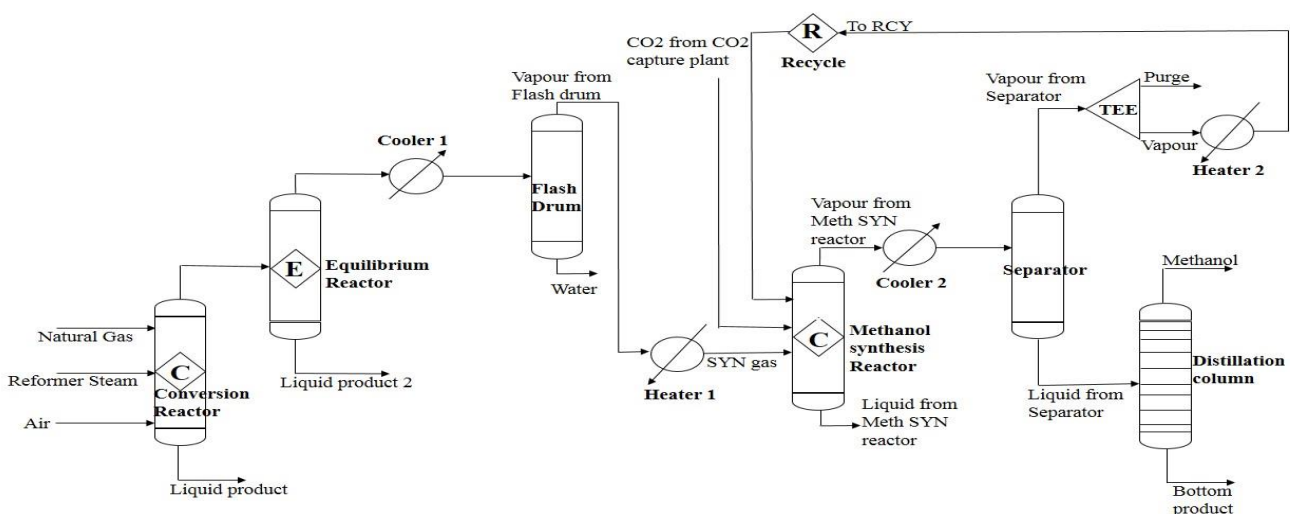 R
To RCY
Recycle
CO2 from CO2
capture plant
Vapour from
Flash drum
Vapour from
Separator
Purge
TEE
Vapour
Heater 2
Cooler 1
Flash
Drum
Water
E
Equilibrium
Reactor
Liquid product 2
Natural Gas
Reformer Steam
Air
C
Conversion
Reactor
Liquid product
Heater 1
SYN gas
Vapour from
Meth SYN
reactor
Cooler 2
C
Methanol
synthesis
Reactor
Liquid from
Meth SYN
reactor
Separator
Liquid from
Separator
Methanol
Distillation
column
Bottom
product